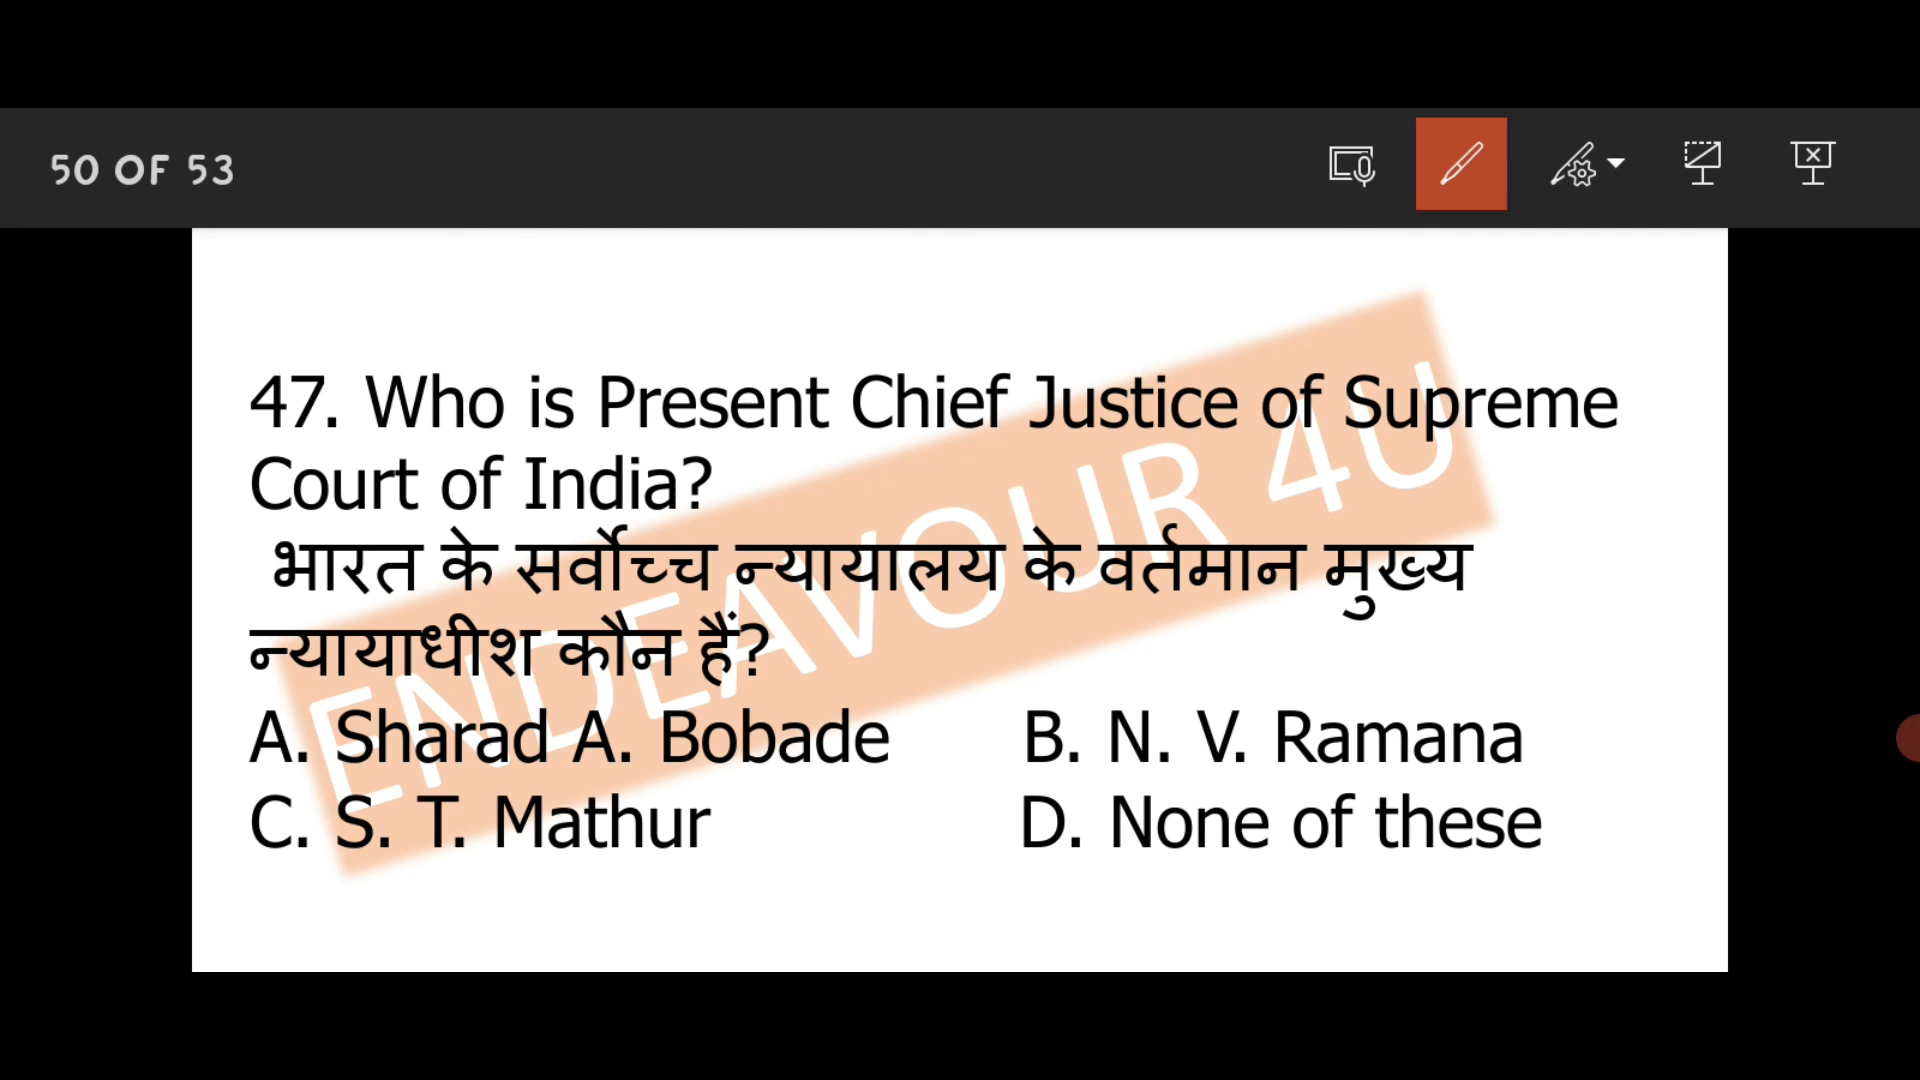 50 OF 53
47. Who is Present Chief Justice of Supreme
Court of India?
भारत के सर्वोच्च न्यायालय के वर्तमान मुख्य
न्यायाधीश कौन हैं?
A. Sharad A. Bobade B. N. V. Ramana
C. S. T. Mathur D. None of these
ENDEAVOUR 4U